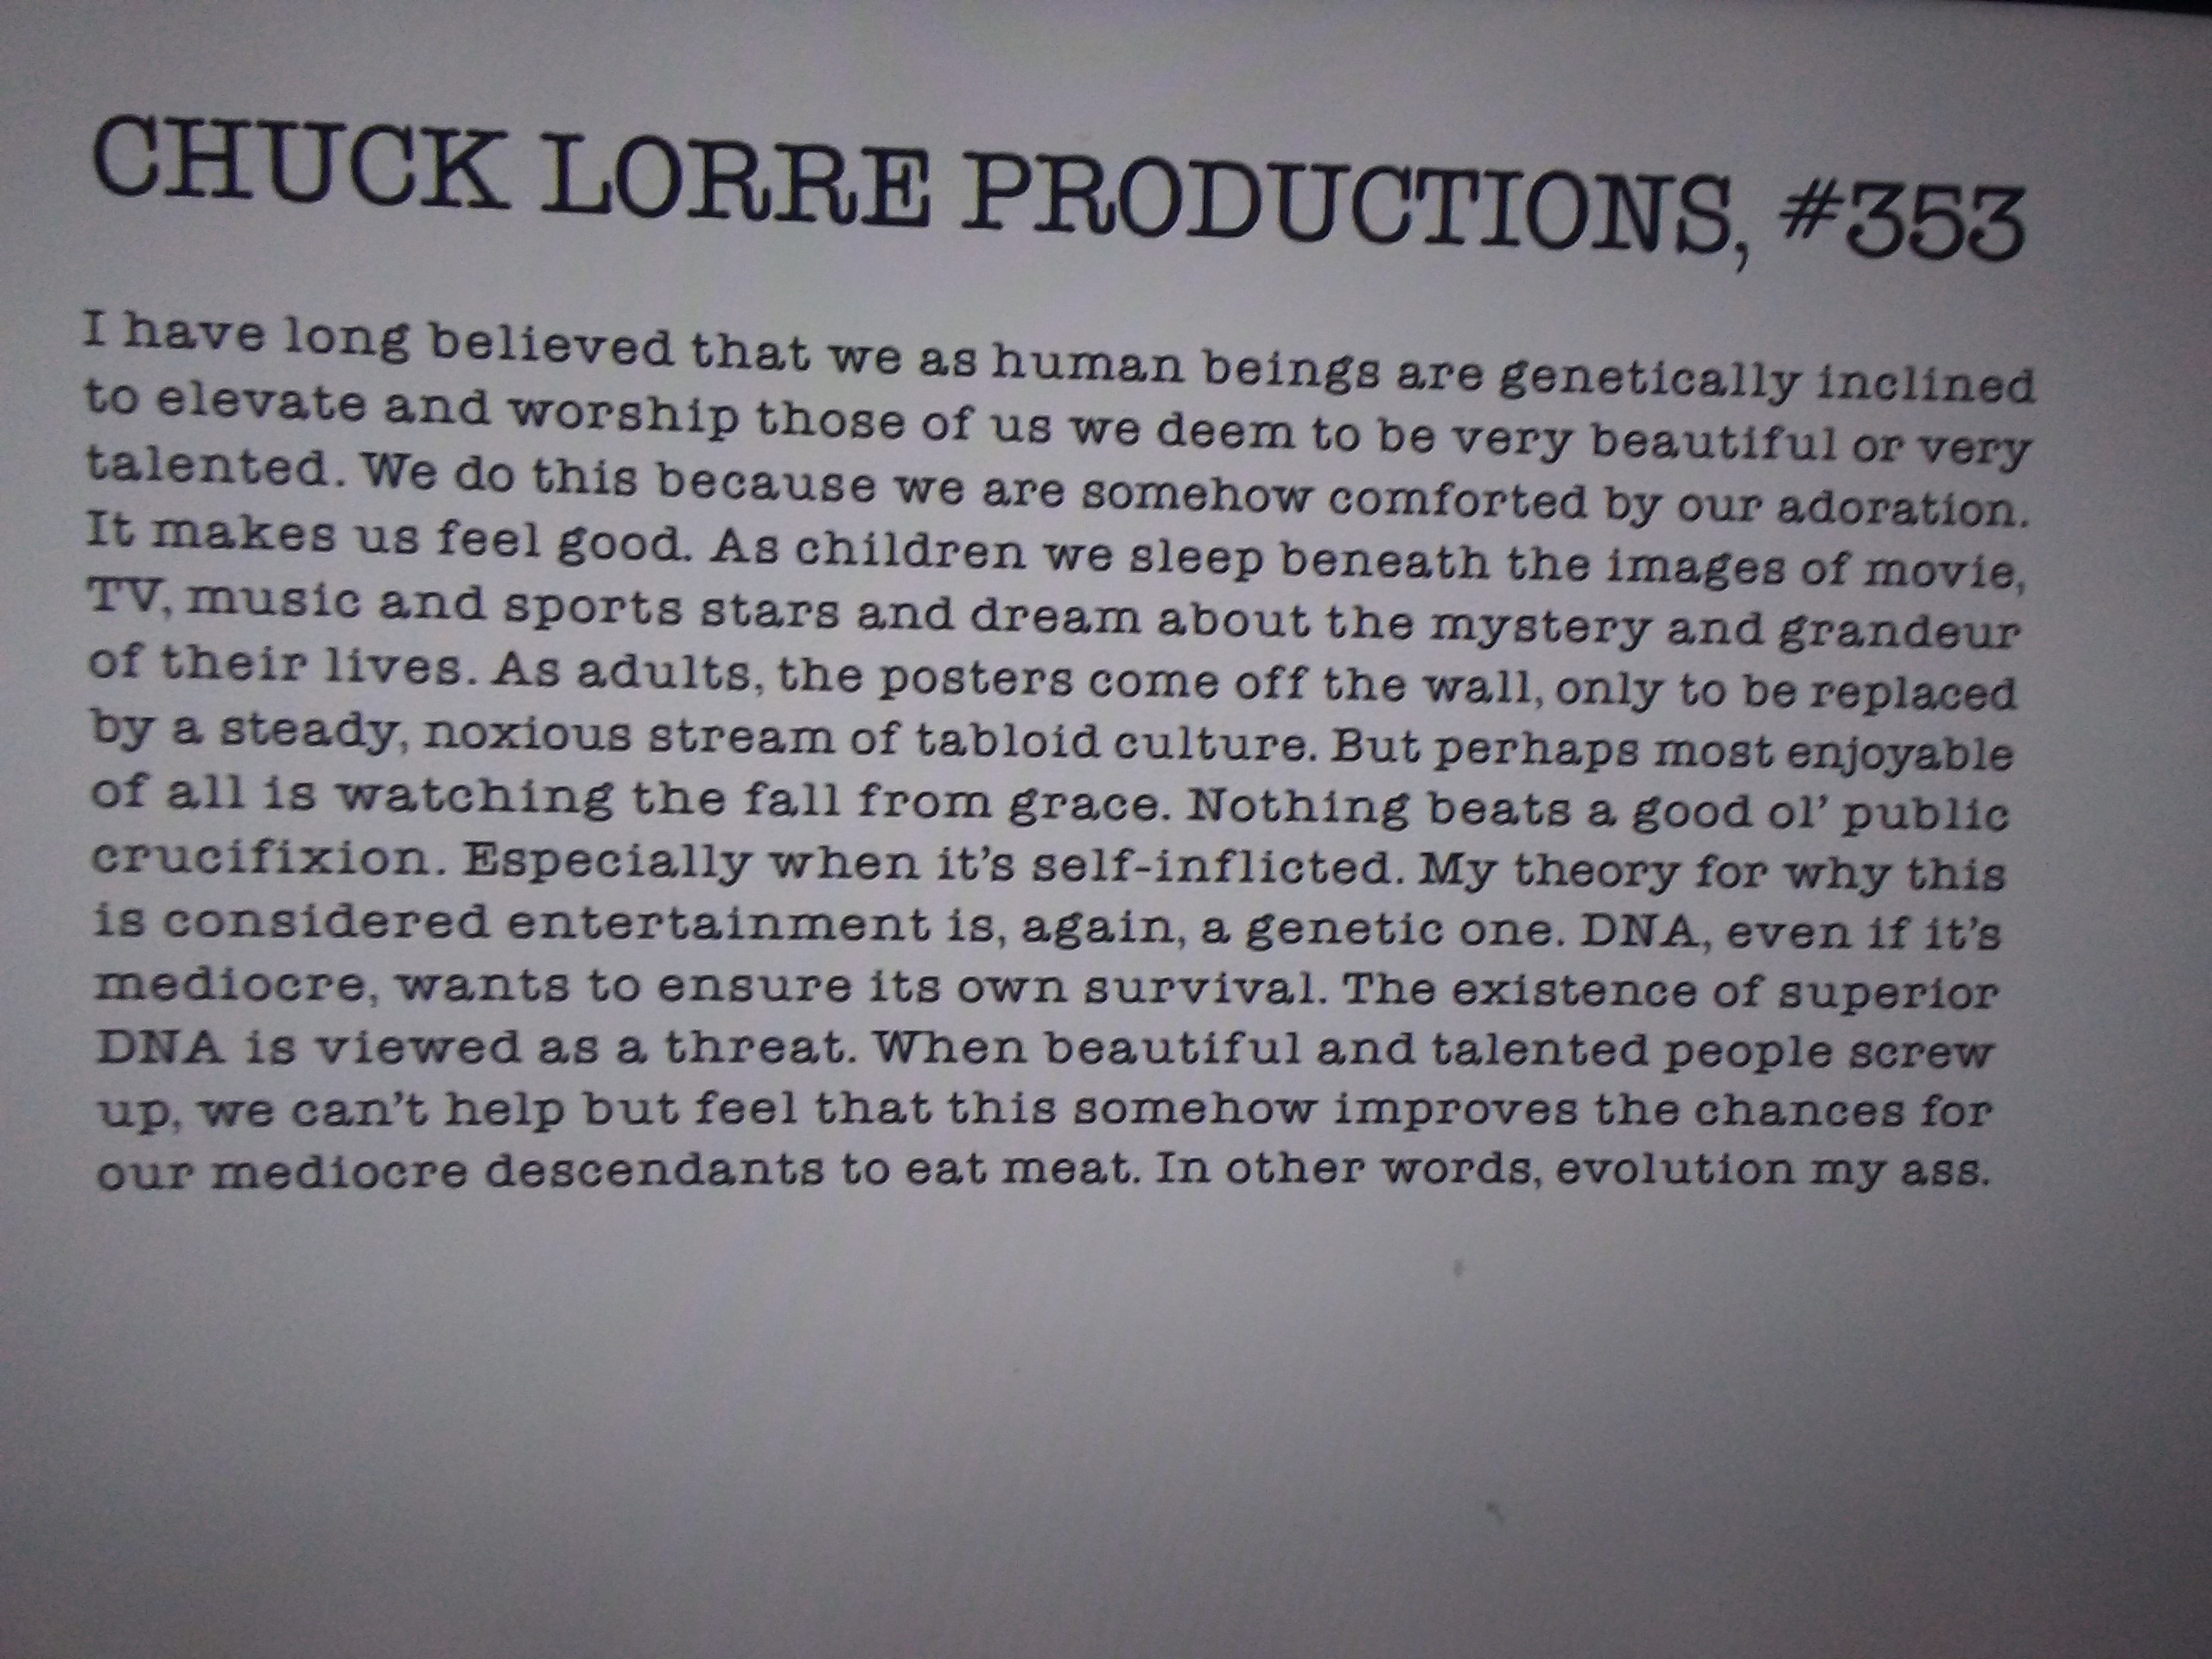 CHUCK LORRE PRODUCTIONS, #353
I have long believed that we as human beings are genetically inclined
to elevate and worship those of us we deem to be very beautiful or very
talented. We do this because we are somehow comforted by our adoration.
It makes us feel good. As children we sleep beneath the images of movie,
TV, music and sports stars and dream about the mystery and grandeur
of their lives. As adults, the posters come off the wall, only to be replaced
by a steady, noxious stream of tabloid culture. But perhaps most enjoyable
of all is watching the fall from grace. Nothing beats a good ol' public
crucifixion. Especially when it's self-inflicted. My theory for why this
is considered entertainment is, again, a genetic one. DNA, even if it's
mediocre, wants to ensure its own survival. The existence of superior
DNA is viewed as a threat. When beautiful and talented people screw
up, we can't help but feel that this somehow improves the chances for
our mediocre descendants to eat meat. In other words, evolution my ass.